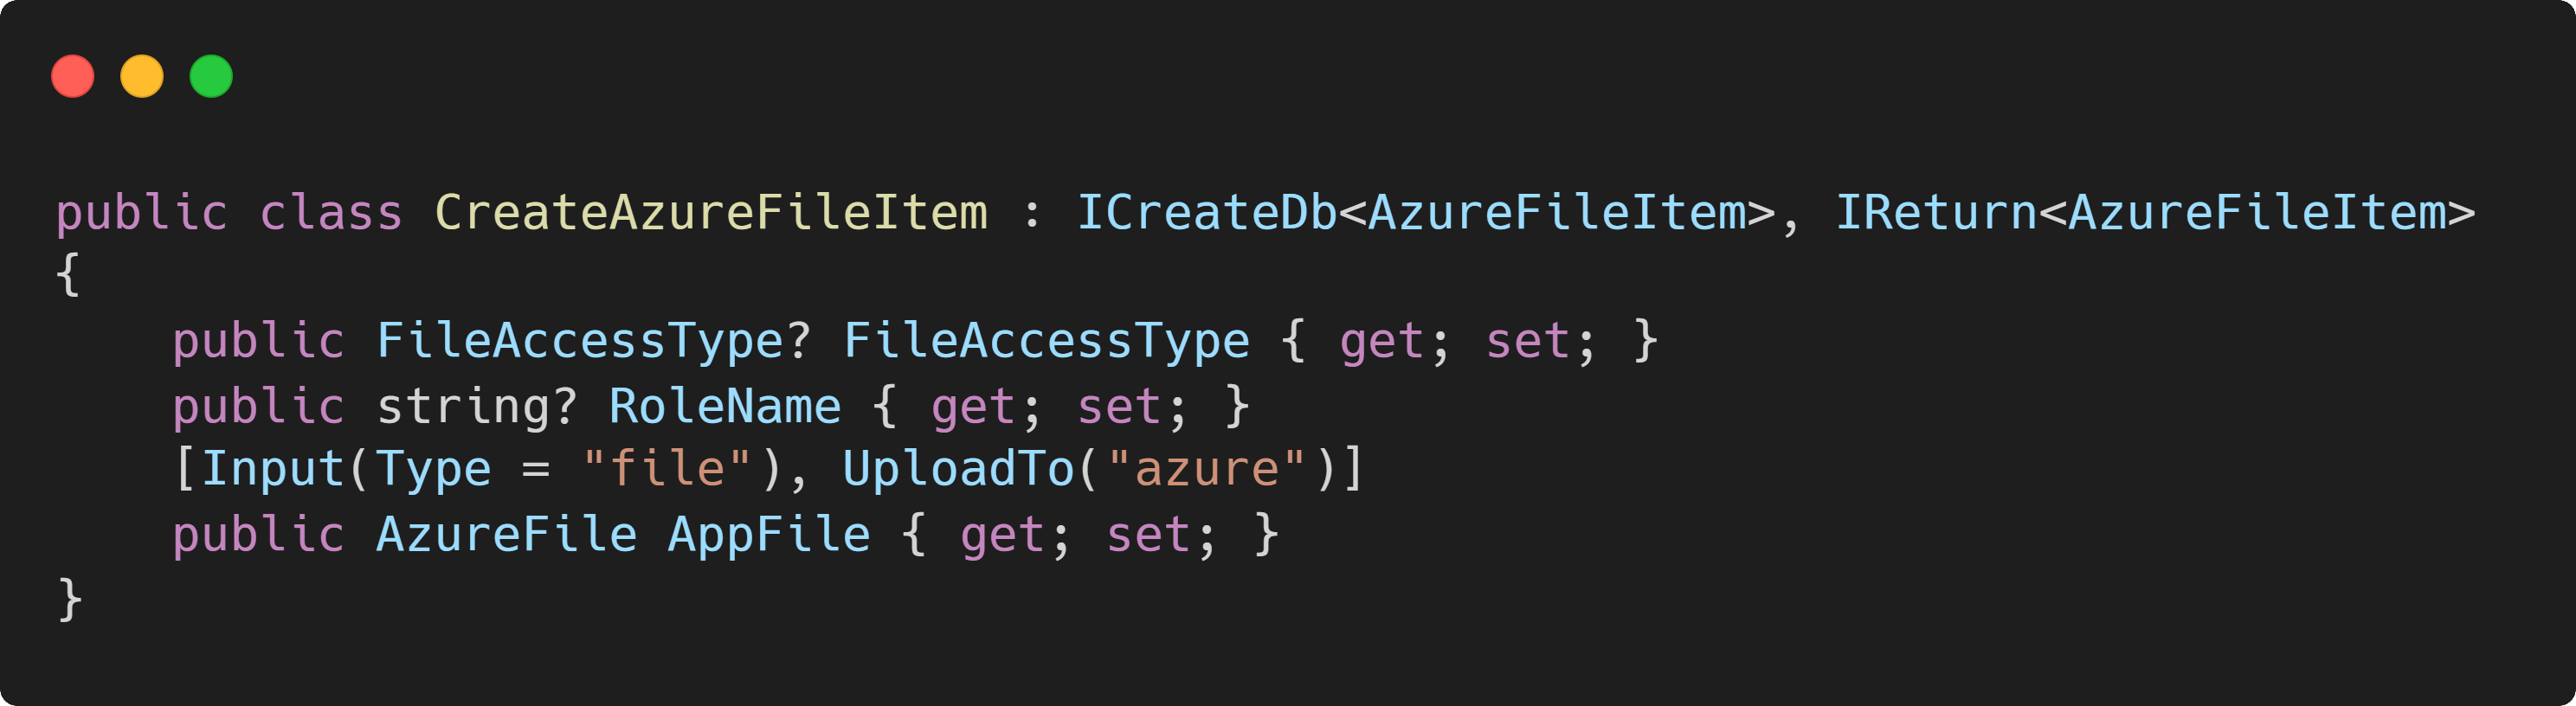 public class CreateAzureFileItem : ICreateDb<AzureFileItem>, IReturn<AzureFileItem>
{
    public FileAccessType? FileAccessType { get; set; }
    public string? RoleName { get; set; }
    [Input(Type = "file"), UploadTo("azure")]
    public AzureFile AppFile { get; set; }
}